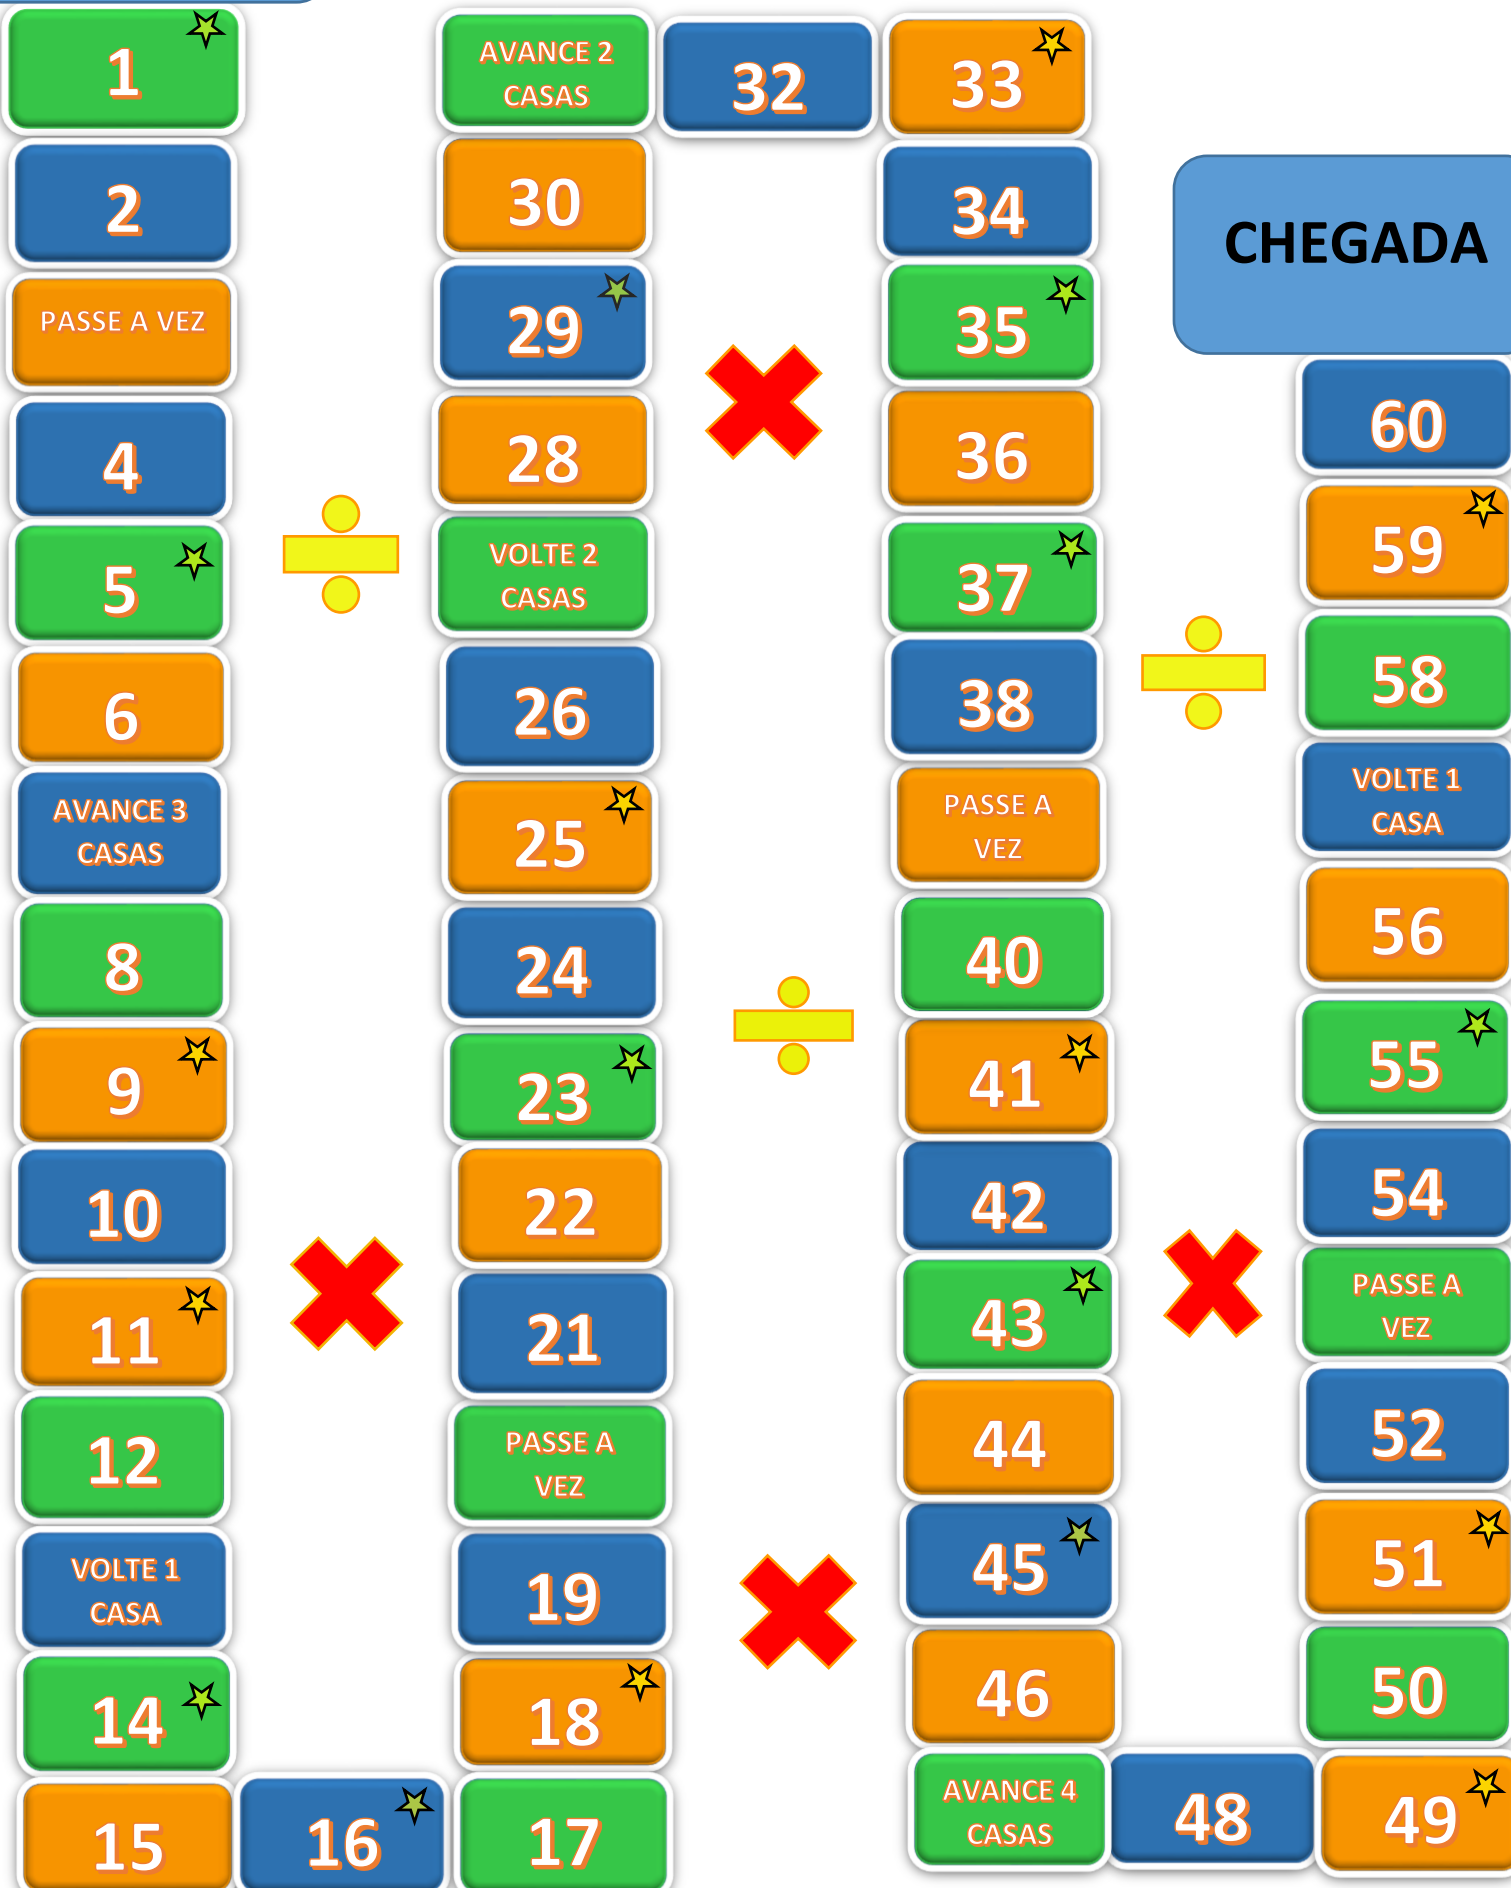 1
2
PASSE A VEZ
4
5
6
AVANCE 3
CASAS
8
9
10
11
12
VOLTE 1
CASA
14
15
16
17
18
19
PASSE A
VEZ
21
22
23
24
25
26
VOLTE 2
CASAS
28
29
30
AVANCE 2
CASAS
32
33
34
35
36
37
38
PASSE A
VEZ
40
41
42
43
44
45
46
AVANCE 4
CASAS
48
49
50
51
52
PASSE A
VEZ
54
55
56
VOLTE 1
CASA
58
59
60
CHEGADA